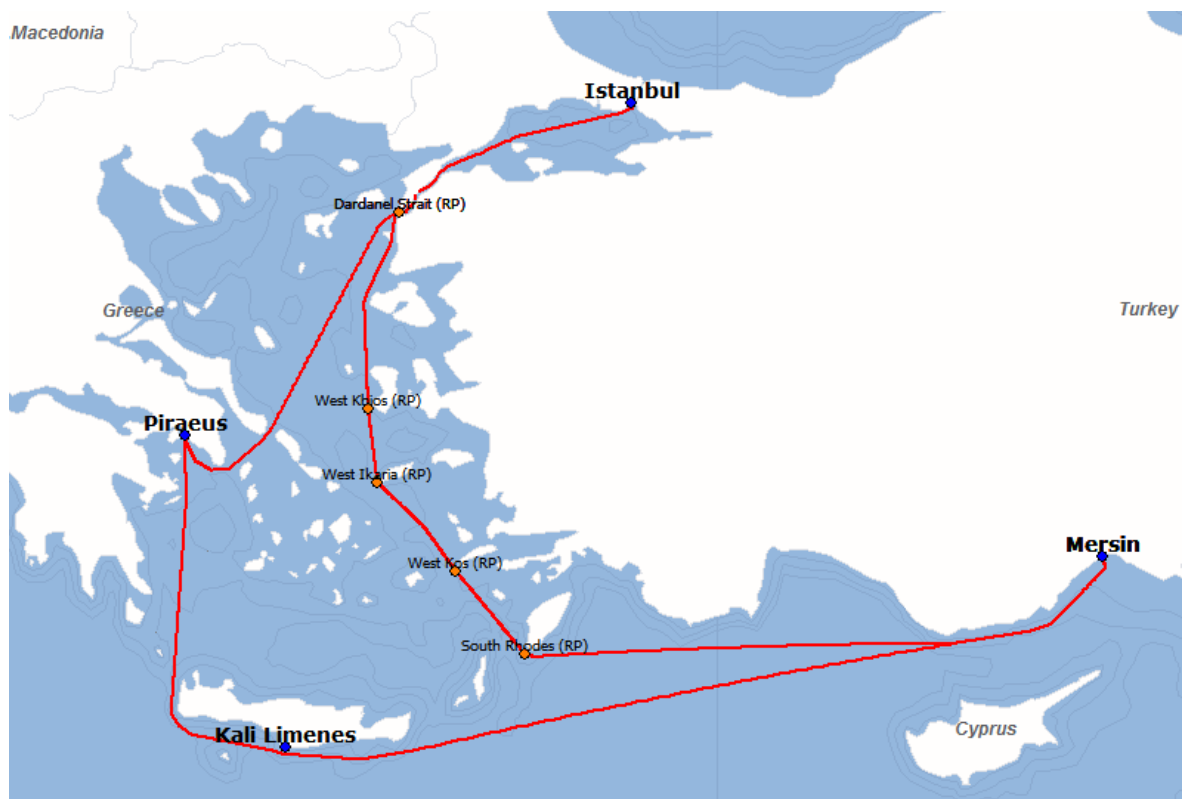 Macedonia
Istanbul
Dardanel Strait (RP)
Greece
Turkey
West Khios (RP)
Piraeus
West Ikaria (RP)
Mersin
West Kos (RP)
South Rhodes (RP)
Kali Limenes
Cyprus